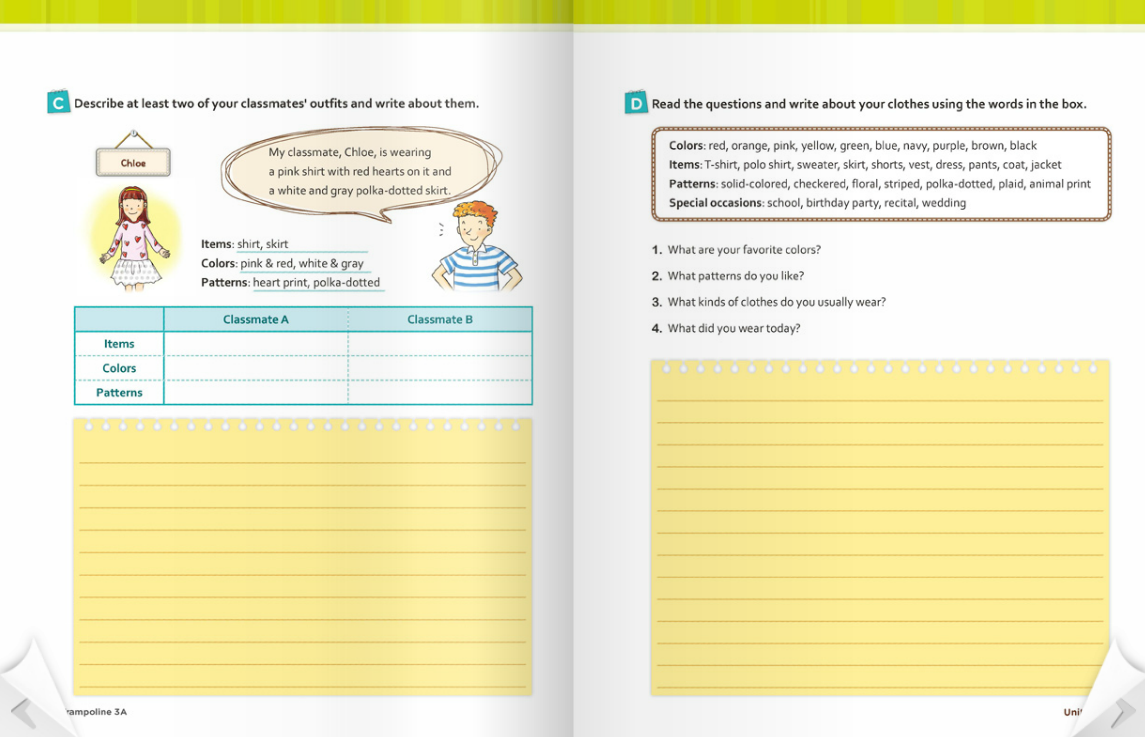 C Describe at least two of your classmates' outfits and write about them.
Chloe
My classmate, Chloe, is wearing
a pink shirt with red hearts on it and
a white and gray polka-dotted skirt.
Items: shirt, skirt
Colors: pink & red, white & gray
Patterns: heart print, polka-dotted
Classmate A Classmate B
Items
Colors
Patterns
D Read the questions and write about your clothes using the words in the box.
Colors: red, orange, pink, yellow, green, blue, navy, purple, brown, black
Items: T-shirt, polo shirt, sweater, skirt, shorts, vest, dress, pants, coat, jacket
Patterns: solid-colored, checkered, floral, striped, polka-dotted, plaid, animal print
Special occasions: school, birthday party, recital, wedding
1. What are your favorite colors?
2. What patterns do you like?
3. What kinds of clothes do you usually wear?
4. What did you wear today?
rampoline 3A
Uni